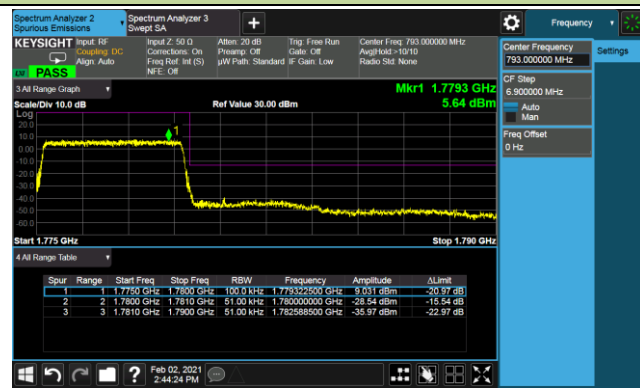 Spectrum Analyzer 2
Spurious Emissions
Spectrum Analyzer 3
Swept SA
Frequency
KEYSIGHT Input: RF
Coupling: DC
Align: Auto
Input Z: 50 Ω
Corrections: On
Freq Ref: Int (S)
NFE: Off
Atten: 20 dB
Preamp: Off
µW Path: Standard
Trig: Free Run
Gate: Off
IF Gain: Low
Center Freq: 793.000000 MHz
Avg|Hold:>10/10
Radio Std: None
PASS
Center Frequency
793.000000 MHz
Settings
CF Step
6.900000 MHz
Auto
Man
Freq Offset
0 Hz
3 All Range Graph
Mkr1 1.7793 GHz
5.64 dBm
Scale/Div 10.0 dB
Ref Value 30.00 dBm
Log
20.0
10.0
0.00
-10.0
-20.0
-30.0
-40.0
-50.0
-60.0
1
Start 1.775 GHz
Stop 1.790 GHz
4 All Range Table
Spur Range Start Freq Stop Freq RBW Frequency Amplitude ΔLimit
1 1 1.7750 GHz 1.7800 GHz 100.0 kHz 1.779322500 GHz 9.031 dBm -20.97 dB
2 2 1.7800 GHz 1.7810 GHz 51.00 kHz 1.780000000 GHz -28.54 dBm -15.54 dB
3 3 1.7810 GHz 1.7900 GHz 51.00 kHz 1.782588500 GHz -35.97 dBm -22.97 dB
Feb 02, 2021
2:44:24 PM